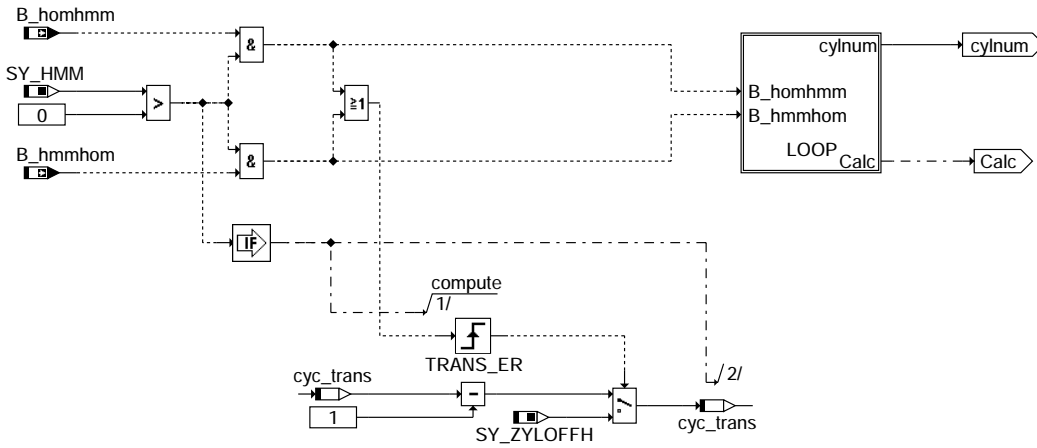 B_homhmm
&
cylnum
cylnum
SY_HMM
>
0
≥1
B_homhmm
B_hmmhom
B_hmmhom
&
LOOP
Calc
Calc
IF
compute
1/
TRANS_ER
2/
cyc_trans
-
1
SY_ZYLOFFH
cyc_trans